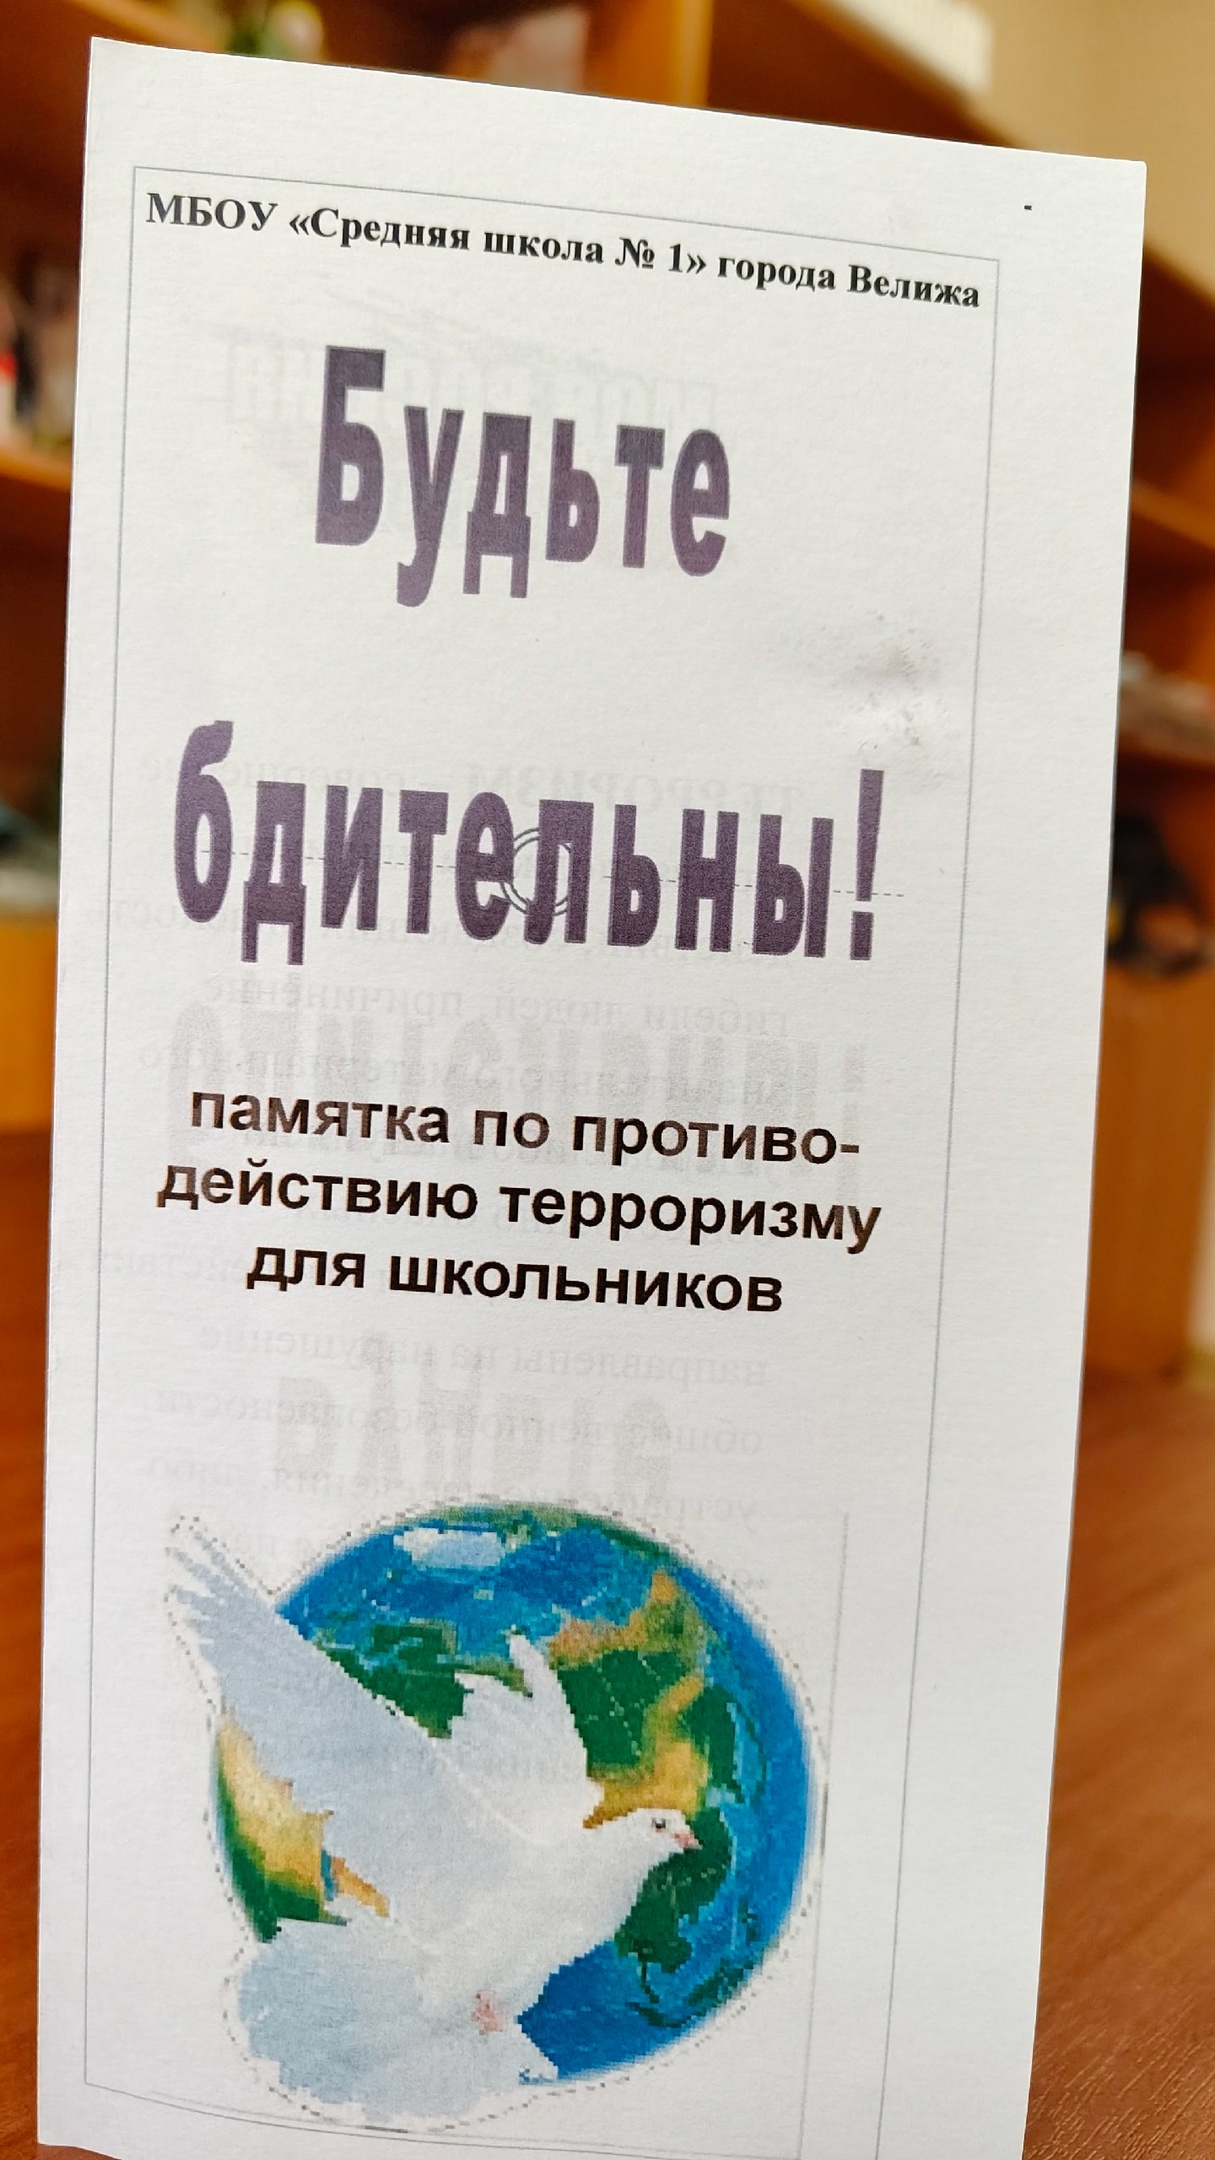 МБОУ «Средняя школа № 1» города Велижа
Будьте
бдительны!
памятка по противо-
действию терроризму
для школьников